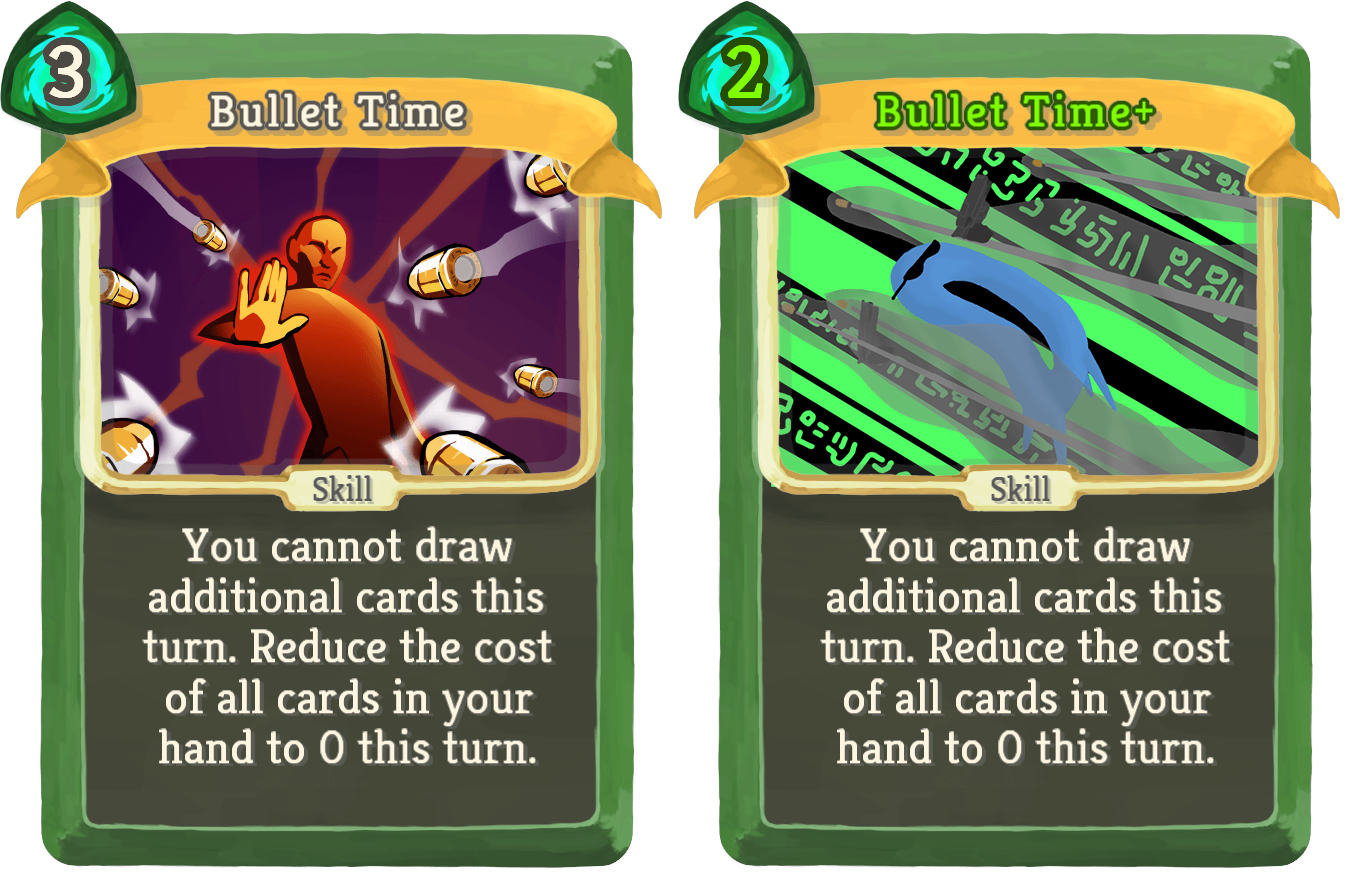 3
Bullet Time
Skill
You cannot draw
additional cards this
turn. Reduce the cost
of all cards in your
hand to 0 this turn.
2
Bullet Time+
Skill
You cannot draw
additional cards this
turn. Reduce the cost
of all cards in your
hand to 0 this turn.